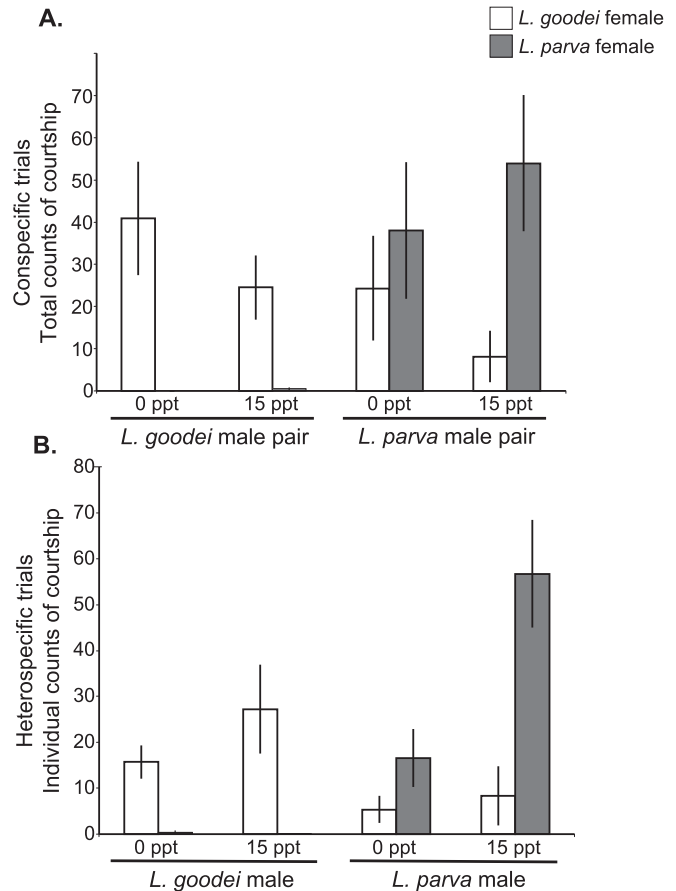 A.
L. goodei female
L. parva female
Conspecific trials
Total counts of courtship
70
60
50
40
30
20
10
0
0 ppt 15 ppt 0 ppt 15 ppt
L. goodei male pair L. parva male pair
B.
Heterospecific trials
Individual counts of courtship
80
70
60
50
40
30
20
10
0
0 ppt 15 ppt 0 ppt 15 ppt
L. goodei male L. parva male